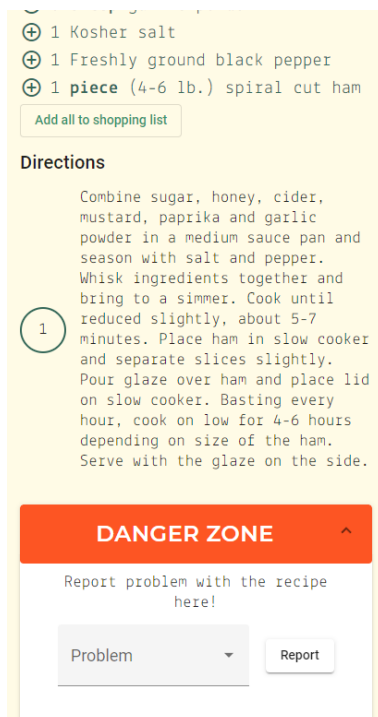 1 Kosher salt
1 Freshly ground black pepper
1 piece (4-6 lb.) spiral cut ham
Add all to shopping list
Directions
1
Combine sugar, honey, cider,
mustard, paprika and garlic
powder in a medium sauce pan and
season with salt and pepper.
Whisk ingredients together and
bring to a simmer. Cook until
reduced slightly, about 5-7
minutes. Place ham in slow cooker
and separate slices slightly.
Pour glaze over ham and place lid
on slow cooker. Basting every
hour, cook on low for 4-6 hours
depending on size of the ham.
Serve with the glaze on the side.
DANGER ZONE
Report problem with the recipe
here!
Problem
Report